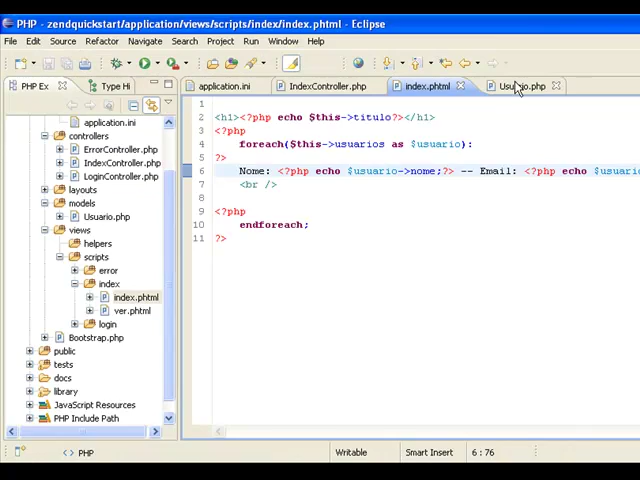 PHP - zendquickstart/application/views/scripts/index/index.phtml - Eclipse
File Edit Source Refactor Navigate Search Project Run Window Help
PHP Ex Type Hi
application.ini IndexController.php index.phtml Usuario.php
application.ini
controllers
ErrorController.php
IndexController.php
LoginController.php
layouts
models
Usuario.php
views
helpers
scripts
error
index
index.phtml
ver.phtml
login
Bootstrap.php
public
tests
docs
library
JavaScript Resources
PHP Include Path
1
2 <h1><?php echo $this->titulo?></h1>
3 <?php
4 foreach($this->usuarios as $usuario):
5 ?>
6 Nome: <?php echo $usuario->nome;?> -- Email: <?php echo $usuario
7 <br />
8
9 <?php
10 endforeach;
11 ?>
PHP Writable Smart Insert 6 : 76